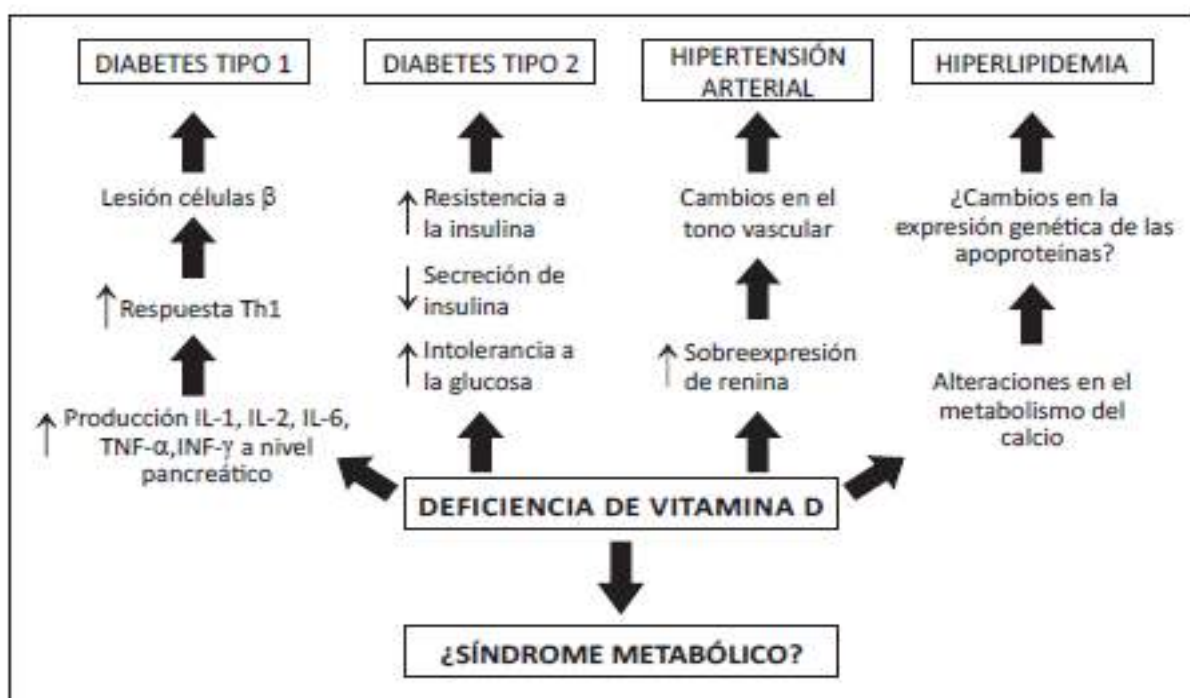 DIABETES TIPO 1
DIABETES TIPO 2
HIPERTENSIÓN
ARTERIAL
HIPERLIPIDEMIA
Lesión células β
↑ Respuesta Th1
↑ Producción IL-1, IL-2, IL-6,
TNF-α,INF-γ a nivel
pancreático
↑ Resistencia a
la insulina
↓ Secreción de
insulina
↑ Intolerancia a
la glucosa
Cambios en el
tono vascular
↑ Sobreexpresión
de renina
¿Cambios en la
expresión genética de las
apoproteínas?
Alteraciones en el
metabolismo del
calcio
DEFICIENCIA DE VITAMINA D
¿SÍNDROME METABÓLICO?